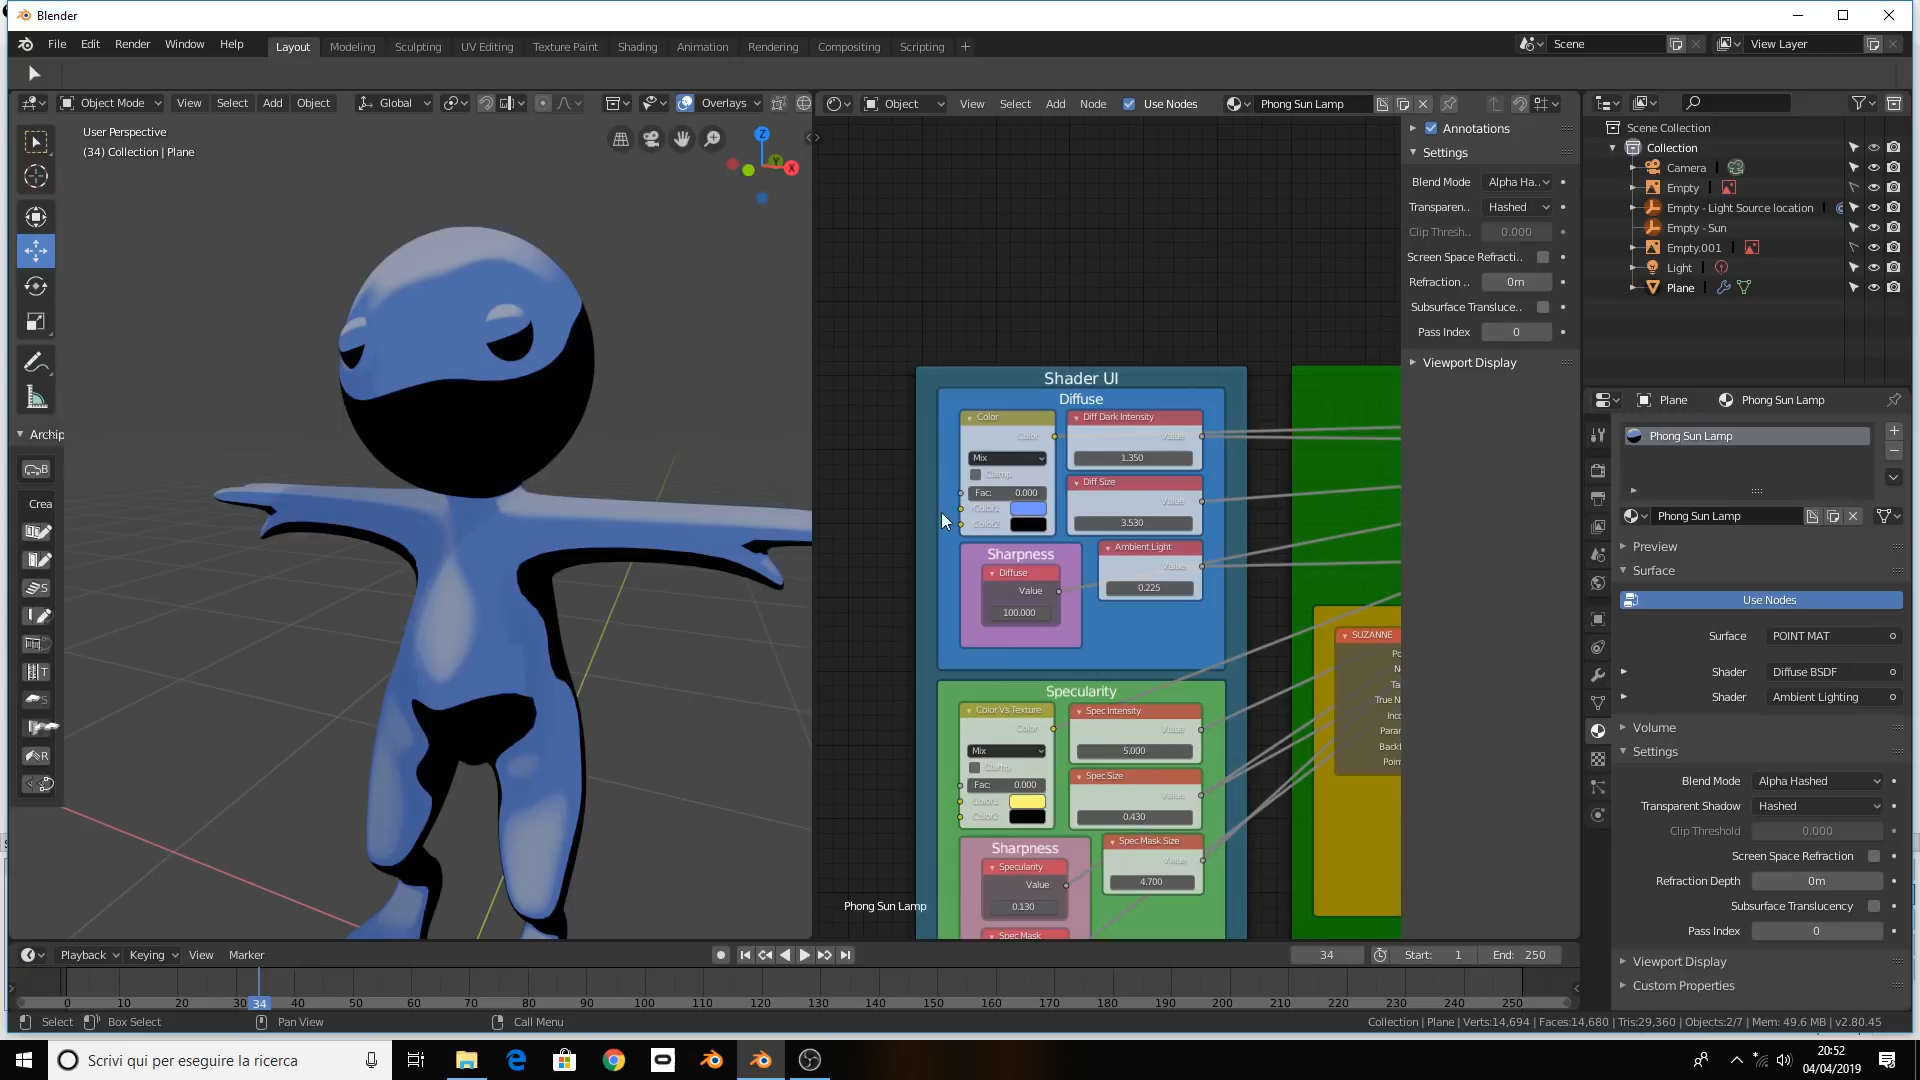 Blender
File Edit Render Window Help
Layout Modeling Sculpting UV Editing Texture Paint Shading Animation Rendering Compositing Scripting +
Scene
View Layer
Object Mode View Select Add Object Global Overlays
Object View Select Add Node Use Nodes Phong Sun Lamp
User Perspective
(34) Collection | Plane
Z
Y
X
Archip
B
Crea
S
T
S
R
Annotations
Settings
Blend Mode Alpha Ha..
Transparen.. Hashed
Clip Thresh.. 0.000
Screen Space Refracti..
Refraction .. 0m
Subsurface Transluce..
Pass Index 0
Viewport Display
Shader UI
Diffuse
Color
Color
Mix
Clamp
Fac: 0.000
Color1
Color2
Diff Dark Intensity
Value
1.350
Diff Size
Value
3.530
Sharpness
Diffuse
Value
100.000
Ambient Light
Value
0.225
Specularity
Color Vs Texture
Color
Mix
Clamp
Fac: 0.000
Color1
Color2
Spec Intensity
Value
5.000
Spec Size
Value
0.430
Sharpness
Specularity
Value
0.130
Spec Mask
Spec Mask Size
Value
4.700
SUZANNE
Po
N
Ta
True N
Inco
Para
Backf
Poin
Phong Sun Lamp
Scene Collection
Collection
Camera
Empty
Empty - Light Source location
Empty - Sun
Empty.001
Light
Plane
Plane Phong Sun Lamp
Phong Sun Lamp
Phong Sun Lamp
Preview
Surface
Use Nodes
Surface POINT MAT
Shader Diffuse BSDF
Shader Ambient Lighting
Volume
Settings
Blend Mode Alpha Hashed
Transparent Shadow Hashed
Clip Threshold 0.000
Screen Space Refraction
Refraction Depth 0m
Subsurface Translucency
Pass Index 0
Viewport Display
Custom Properties
Playback Keying View Marker
34 Start: 1 End: 250
0 10 20 30 34 40 50 60 70 80 90 100 110 120 130 140 150 160 170 180 190 200 210 220 230 240 250
Select Box Select Pan View Call Menu
Collection | Plane | Verts:14,694 | Faces:14,680 | Tris:29,360 | Objects:2/7 | Mem: 49.6 MB | v2.80.45
Scrivi qui per eseguire la ricerca
20:52
04/04/2019